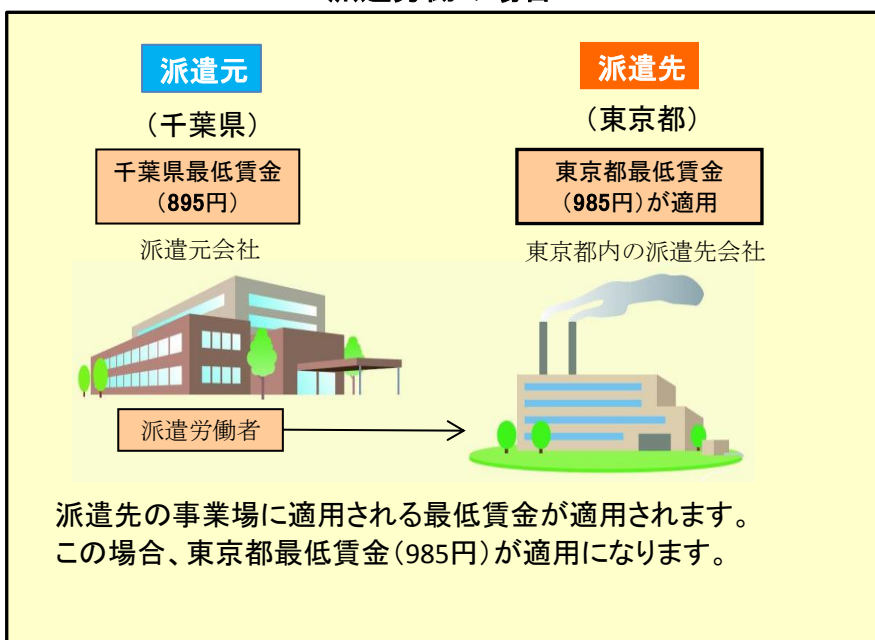 派遣元
派遣先
（千葉県）
（東京都）
千葉県最低賃金
（895円）
東京都最低賃金
（985円）が適用
派遣元会社
東京都内の派遣先会社
派遣労働者
派遣先の事業場に適用される最低賃金が適用されます。
この場合、東京都最低賃金（985円）が適用になります。